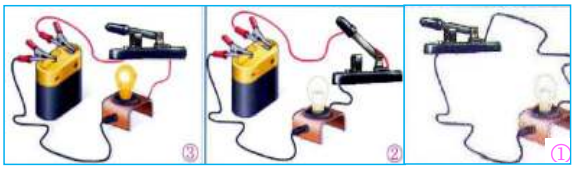 ③ ② ①